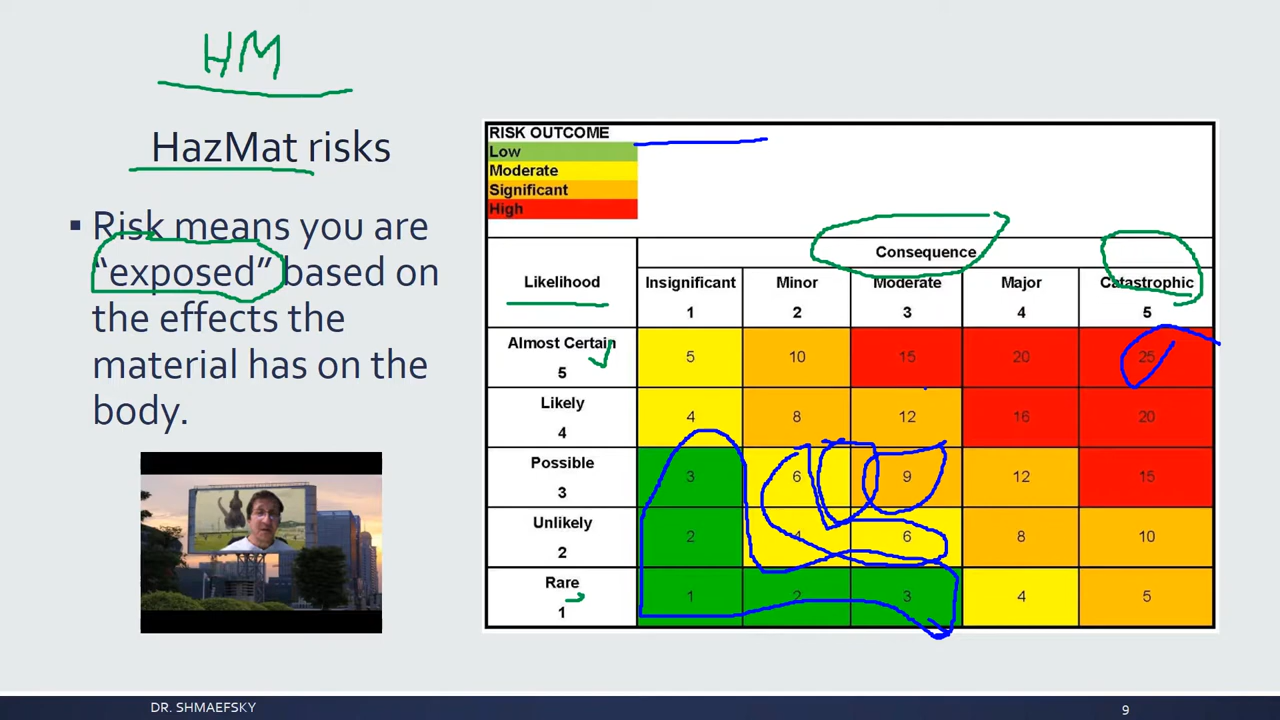 HM
HazMat risks
▪ Risk means you are
“exposed” based on
the effects the
material has on the
body.
RISK OUTCOME
Low
Moderate
Significant
High
Consequence
Likelihood
Insignificant Minor Moderate Major Catastrophic
1 2 3 4 5
Almost Certain
5
5 10 15 20 25
Likely
4
4 8 12 16 20
Possible
3
3 6 9 12 15
Unlikely
2
2 4 6 8 10
Rare
1
1 2 3 4 5
DR. SHMAEFSKY
9